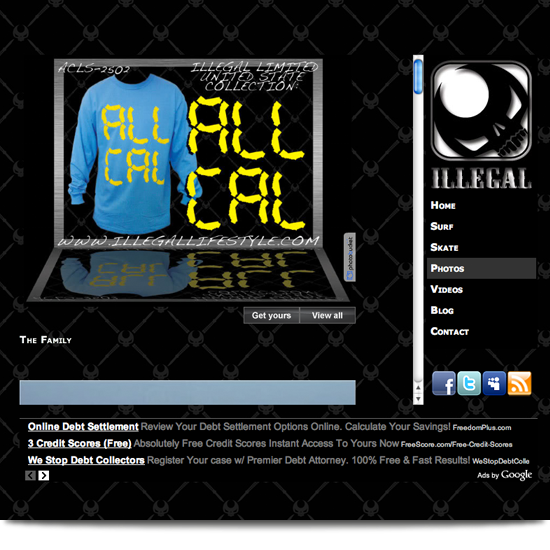 ACLS-2502
ILLEGAL LIMITED
UNITED STATE
COLLECTION:
ALL
CAL
ALL
CAL
WWW.ILLEGALLIFESTYLE.COM
photobucket
Get yours
View all
The Family
ILLEGAL
Home
Surf
Skate
Photos
Videos
Blog
Contact
Online Debt Settlement Review Your Debt Settlement Options Online. Calculate Your Savings! FreedomPlus.com
3 Credit Scores (Free) Absolutely Free Credit Scores Instant Access To Yours Now FreeScore.com/Free-Credit-Scores
We Stop Debt Collectors Register Your case w/ Premier Debt Attorney. 100% Free & Fast Results! WeStopDebtColle
Ads by Google